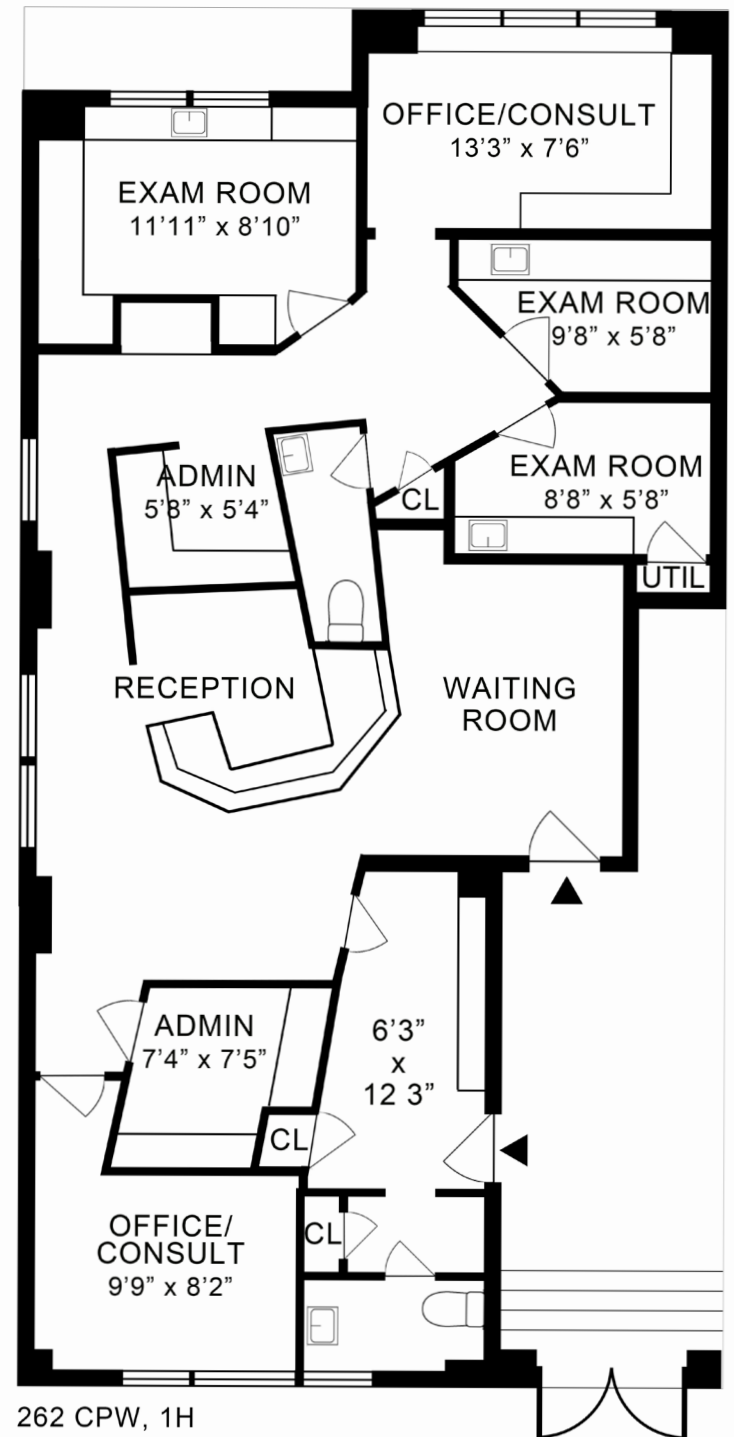 OFFICE/CONSULT
13'3” x 7'6”
EXAM ROOM
11'11” x 8'10”
EXAM ROOM
9'8” x 5'8”
EXAM ROOM
8'8” x 5'8”
ADMIN
5'8” x 5'4”
CL
UTIL
RECEPTION
WAITING
ROOM
ADMIN
7'4” x 7'5”
6'3”
x
12 3”
CL
OFFICE/
CONSULT
9'9” x 8'2”
CL
262 CPW, 1H